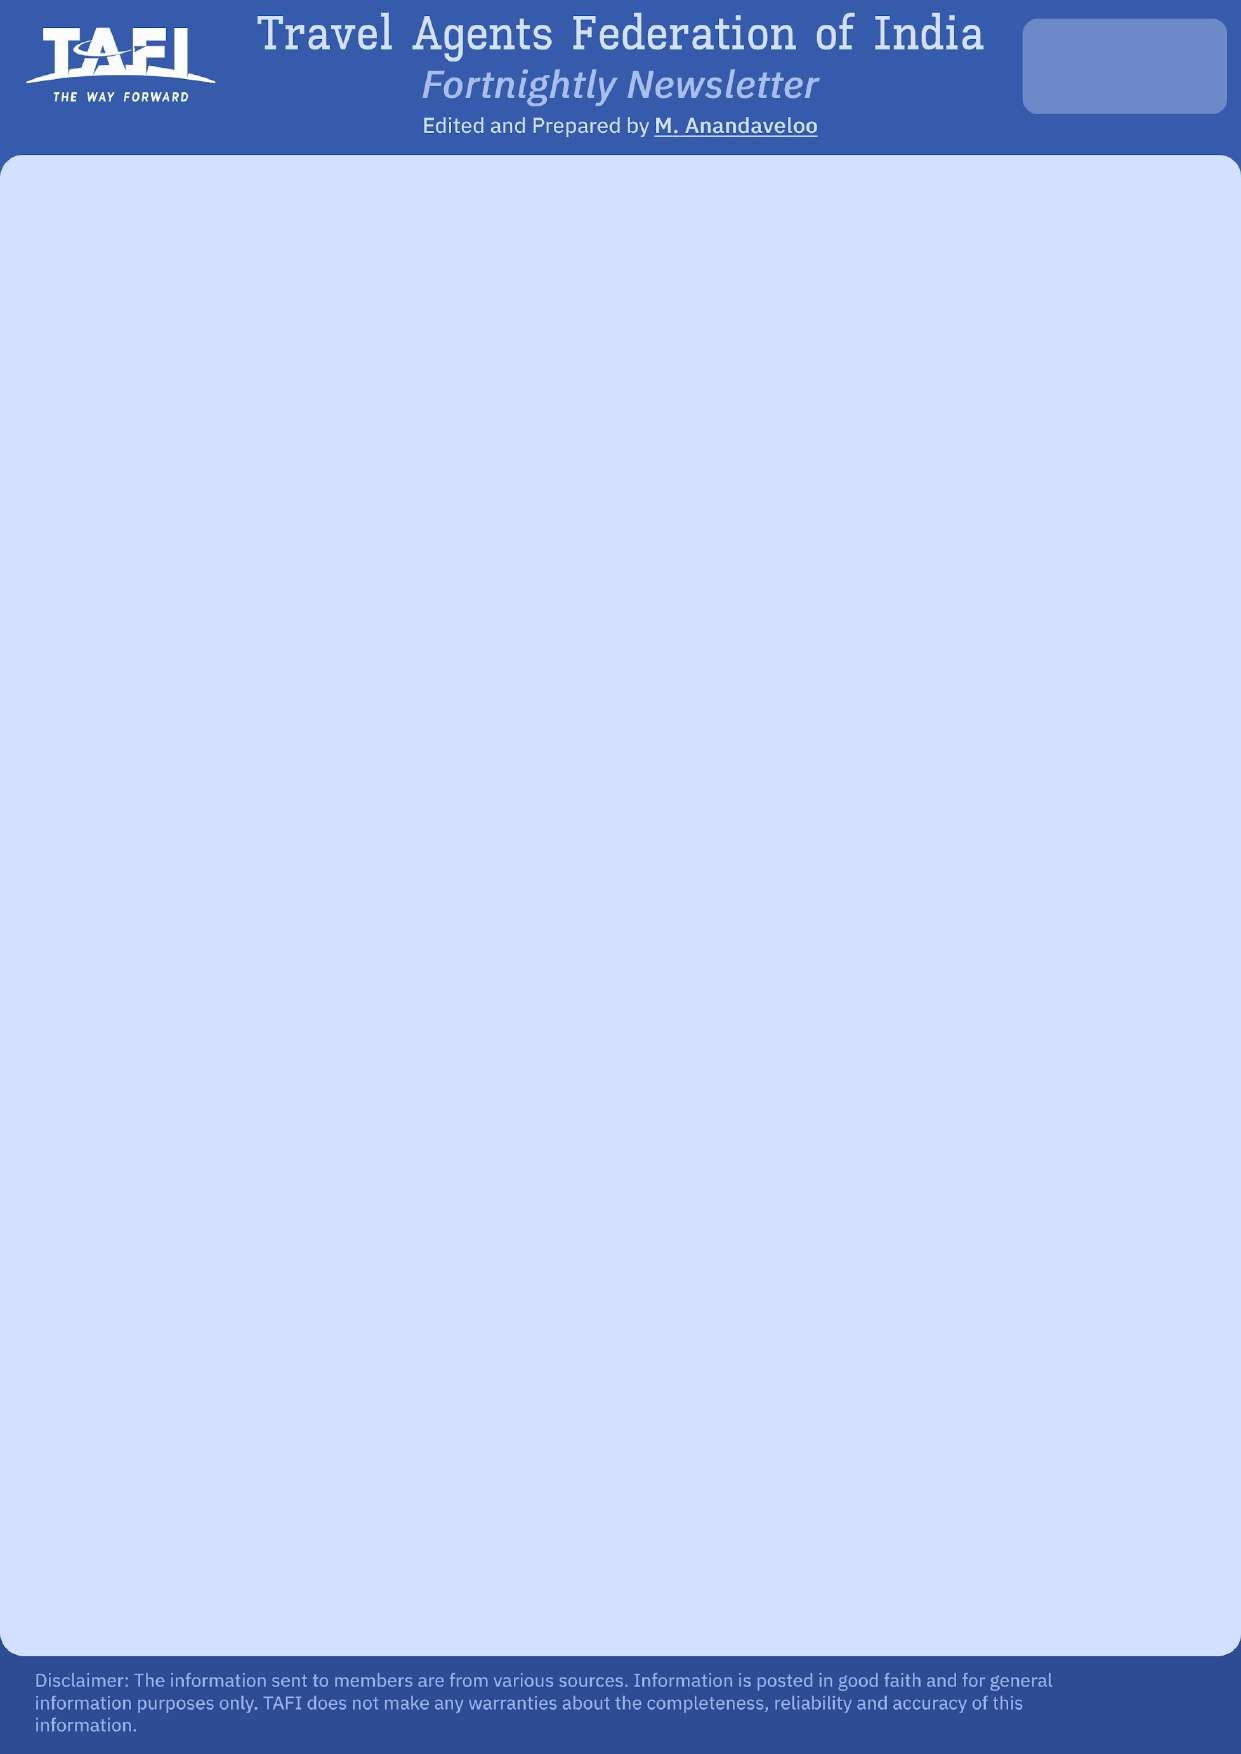 TAFI
THE WAY FORWARD
Travel Agents Federation of India
Fortnightly Newsletter
Edited and Prepared by M. Anandaveloo
Disclaimer: The information sent to members are from various sources. Information is posted in good faith and for general
information purposes only. TAFI does not make any warranties about the completeness, reliability and accuracy of this
information.